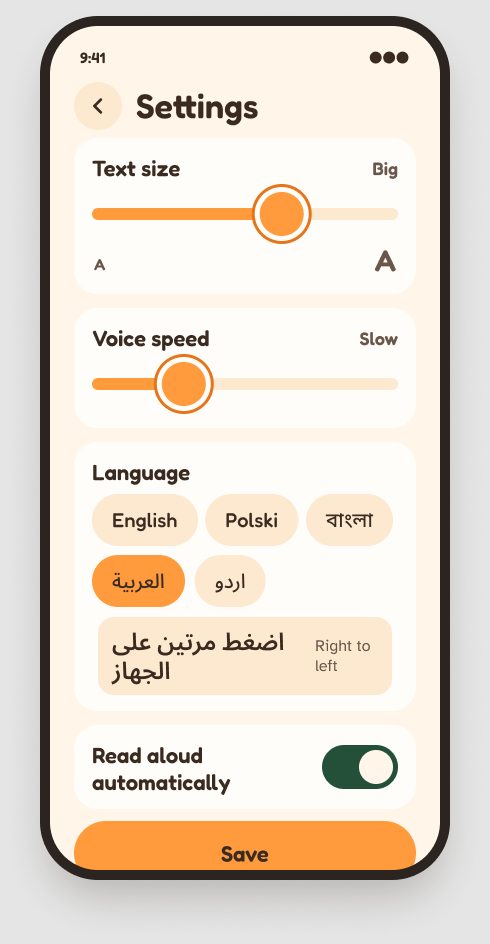 9:41
Settings
Text size
Big
A
A
Voice speed
Slow
Language
English
Polski
বাংলা
العربية
اردو
اضغط مرتين على
الجهاز
Right to
left
Read aloud
automatically
Save